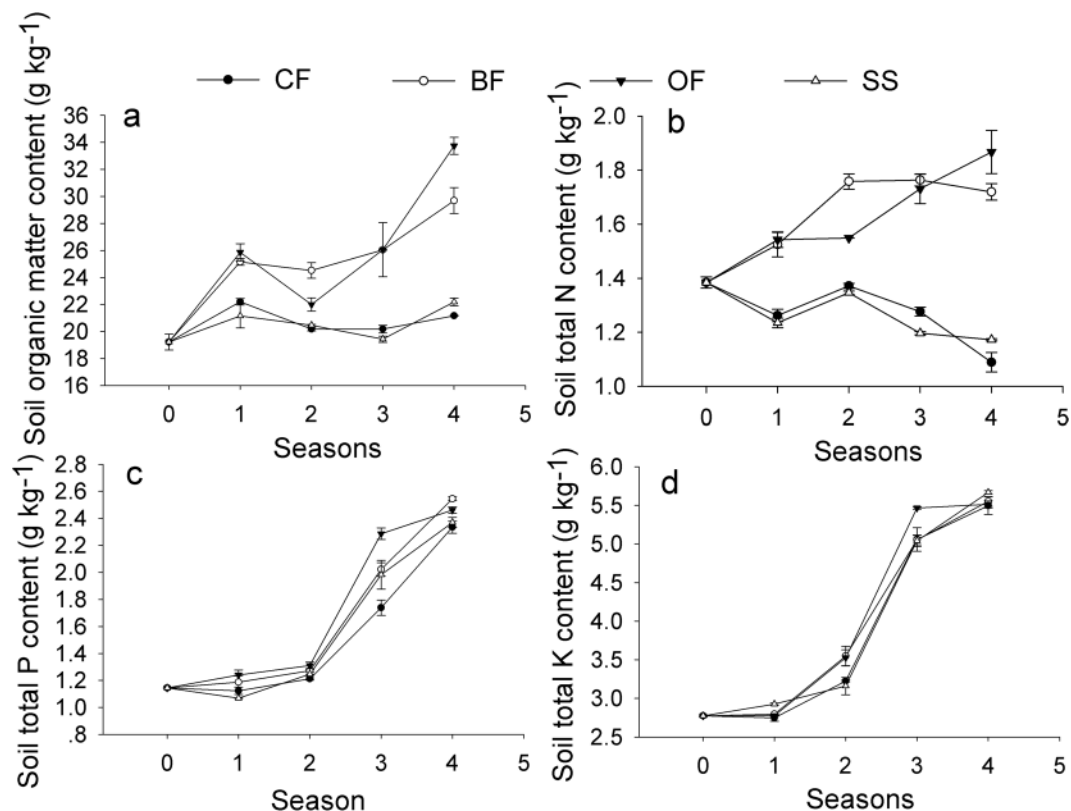 CF BF OF SS
a
Soil organic matter content (g kg-1)
36
34
32
30
28
26
24
22
20
18
16
0 1 2 3 4 5
Seasons
b
Soil total N content (g kg-1)
2.0
1.8
1.6
1.4
1.2
1.0
0 1 2 3 4 5
Seasons
c
Soil total P content (g kg-1)
2.8
2.6
2.4
2.2
2.0
1.8
1.6
1.4
1.2
1.0
.8
0 1 2 3 4 5
Season
d
Soil total K content (g kg-1)
6.0
5.5
5.0
4.5
4.0
3.5
3.0
2.5
0 1 2 3 4 5
Seasons